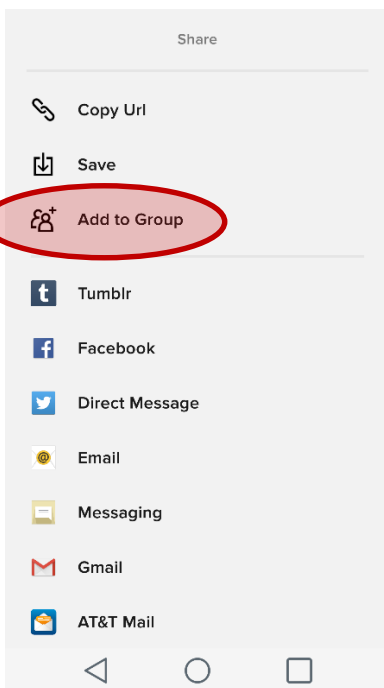 Share
Copy Url
Save
Add to Group
Tumblr
Facebook
Direct Message
Email
Messaging
Gmail
AT&T Mail